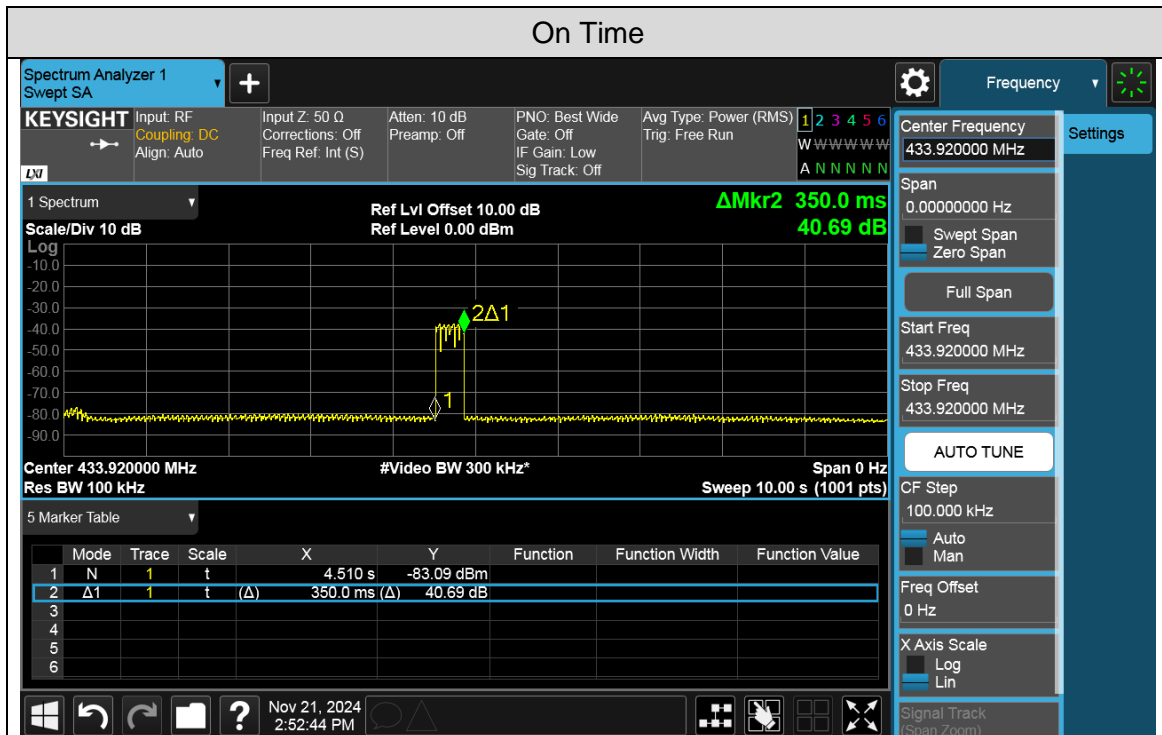 On Time
Spectrum Analyzer 1
Swept SA
Frequency
KEYSIGHT
Input: RF
Coupling: DC
Align: Auto
Input Z: 50 Ω
Corrections: Off
Freq Ref: Int (S)
Atten: 10 dB
Preamp: Off
PNO: Best Wide
Gate: Off
IF Gain: Low
Sig Track: Off
Avg Type: Power (RMS)
Trig: Free Run
1 2 3 4 5 6
W W W W W W
A N N N N N
LXI
1 Spectrum
Scale/Div 10 dB
Ref Lvl Offset 10.00 dB
Ref Level 0.00 dBm
ΔMkr2 350.0 ms
40.69 dB
Log
-10.0
-20.0
-30.0
-40.0
-50.0
-60.0
-70.0
-80.0
-90.0
2Δ1
1
Center 433.920000 MHz
#Video BW 300 kHz*
Span 0 Hz
Res BW 100 kHz
Sweep 10.00 s (1001 pts)
5 Marker Table
Mode Trace Scale X Y Function Function Width Function Value
1 N 1 t 4.510 s -83.09 dBm
2 Δ1 1 t (Δ) 350.0 ms (Δ) 40.69 dB
3
4
5
6
Nov 21, 2024
2:52:44 PM
Center Frequency
433.920000 MHz
Settings
Span
0.00000000 Hz
Swept Span
Zero Span
Full Span
Start Freq
433.920000 MHz
Stop Freq
433.920000 MHz
AUTO TUNE
CF Step
100.000 kHz
Auto
Man
Freq Offset
0 Hz
X Axis Scale
Log
Lin
Signal Track
(Span Zoom)